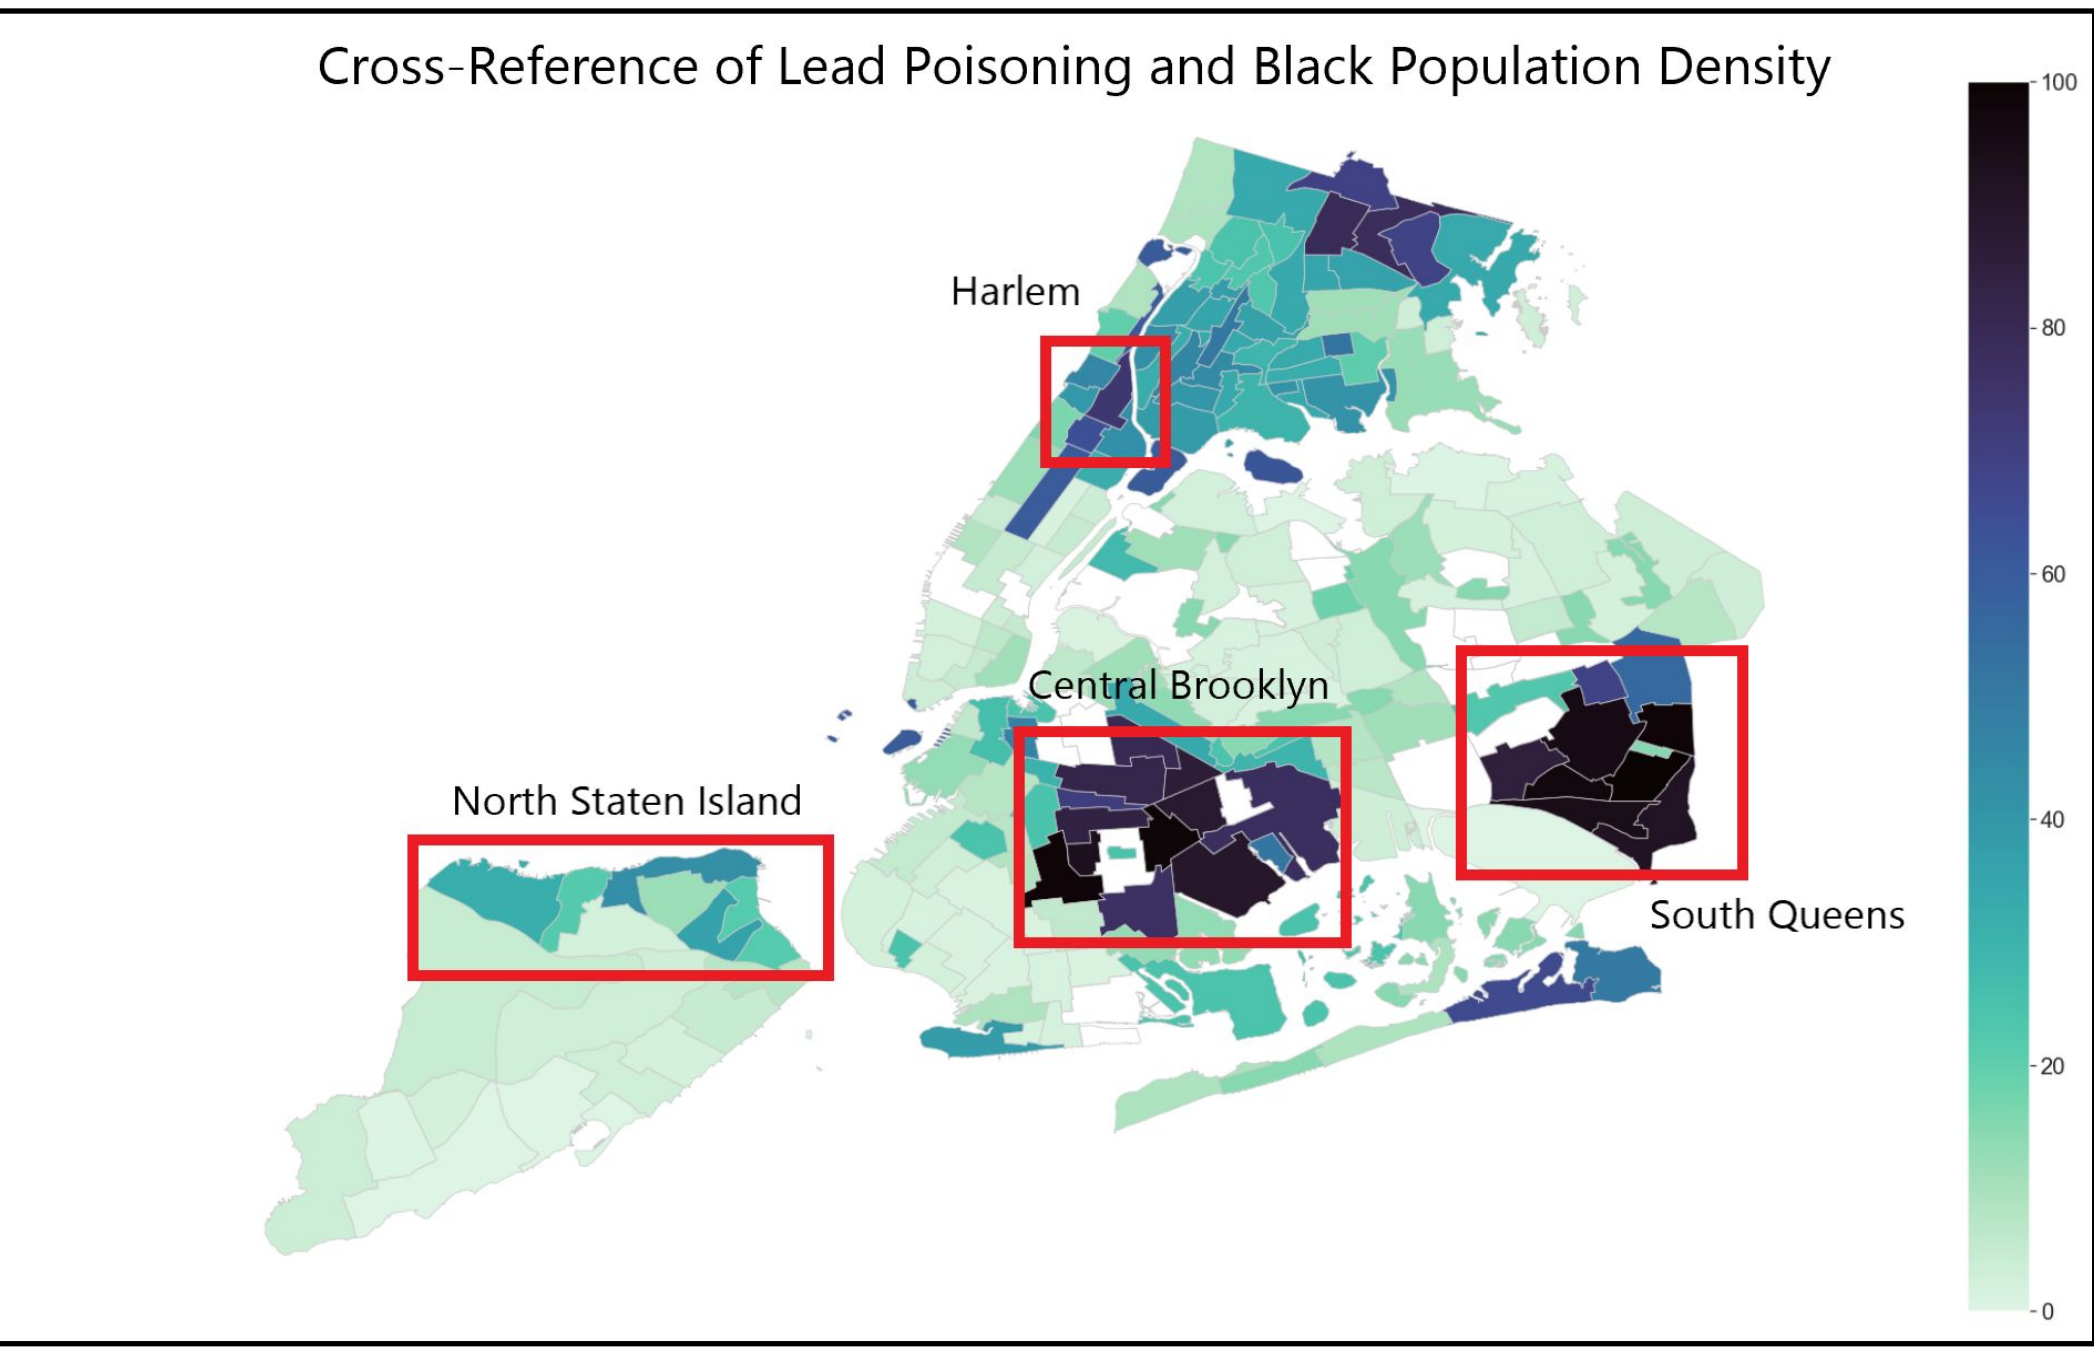 Cross-Reference of Lead Poisoning and Black Population Density
100
Harlem
80
60
Central Brooklyn
North Staten Island
40
South Queens
20
0